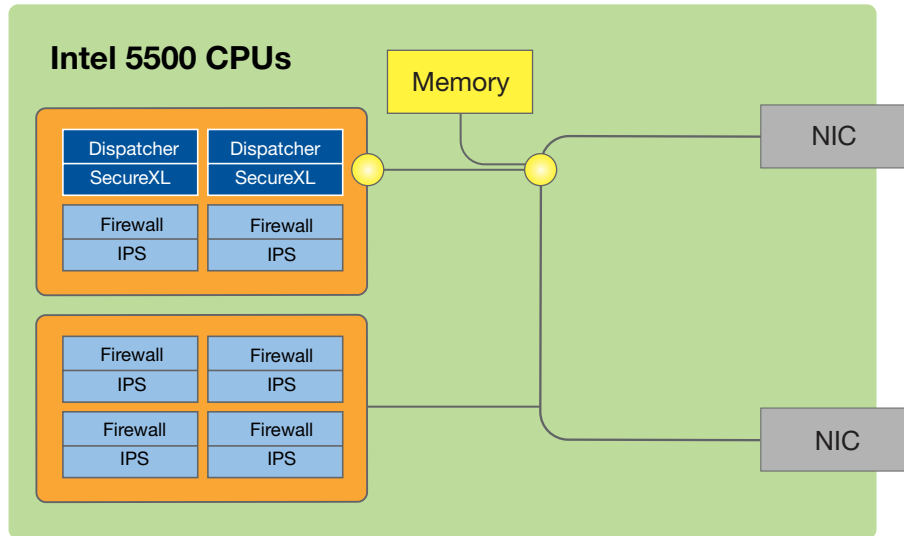 Intel 5500 CPUs
Memory
NIC
Dispatcher Dispatcher
SecureXL SecureXL
Firewall Firewall
IPS IPS
Firewall Firewall
IPS IPS
Firewall Firewall
IPS IPS
NIC